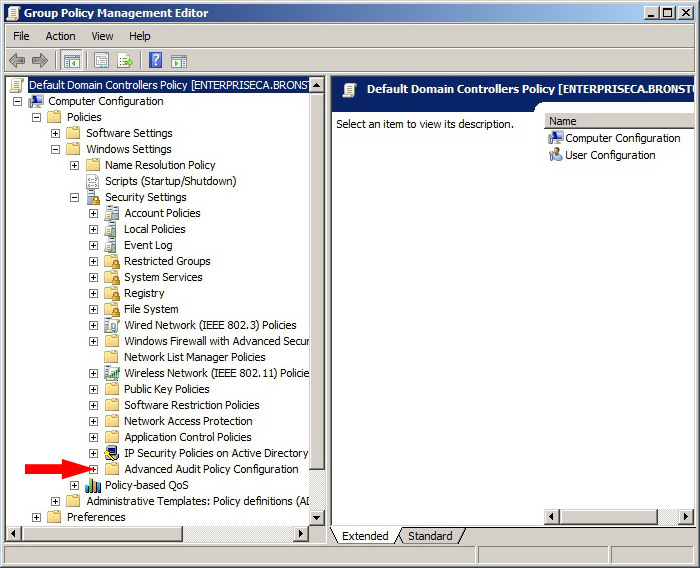 Group Policy Management Editor
File Action View Help
Default Domain Controllers Policy [ENTERPRISECA.BRONST
Computer Configuration
Policies
Software Settings
Windows Settings
Name Resolution Policy
Scripts (Startup/Shutdown)
Security Settings
Account Policies
Local Policies
Event Log
Restricted Groups
System Services
Registry
File System
Wired Network (IEEE 802.3) Policies
Windows Firewall with Advanced Secur
Network List Manager Policies
Wireless Network (IEEE 802.11) Policie
Public Key Policies
Software Restriction Policies
Network Access Protection
Application Control Policies
IP Security Policies on Active Directory
Advanced Audit Policy Configuration
Policy-based QoS
Administrative Templates: Policy definitions (AD
Preferences
Default Domain Controllers Policy [ENTERPRISECA.BRONSTU
Select an item to view its description.
Name
Computer Configuration
User Configuration
Extended Standard